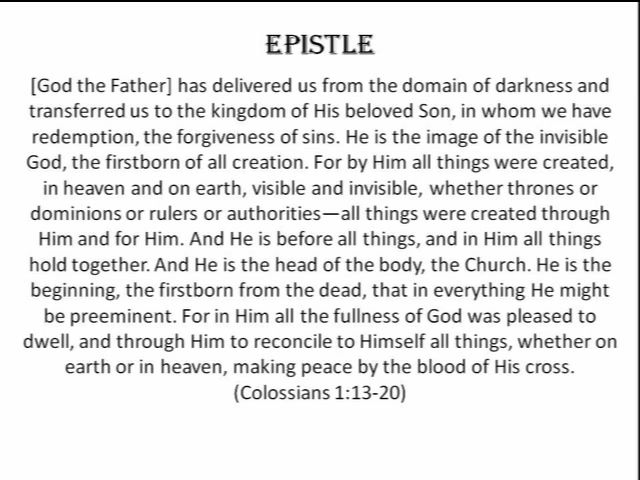 EPISTLE
[God the Father] has delivered us from the domain of darkness and
transferred us to the kingdom of His beloved Son, in whom we have
redemption, the forgiveness of sins. He is the image of the invisible
God, the firstborn of all creation. For by Him all things were created,
in heaven and on earth, visible and invisible, whether thrones or
dominions or rulers or authorities—all things were created through
Him and for Him. And He is before all things, and in Him all things
hold together. And He is the head of the body, the Church. He is the
beginning, the firstborn from the dead, that in everything He might
be preeminent. For in Him all the fullness of God was pleased to
dwell, and through Him to reconcile to Himself all things, whether on
earth or in heaven, making peace by the blood of His cross.
(Colossians 1:13-20)